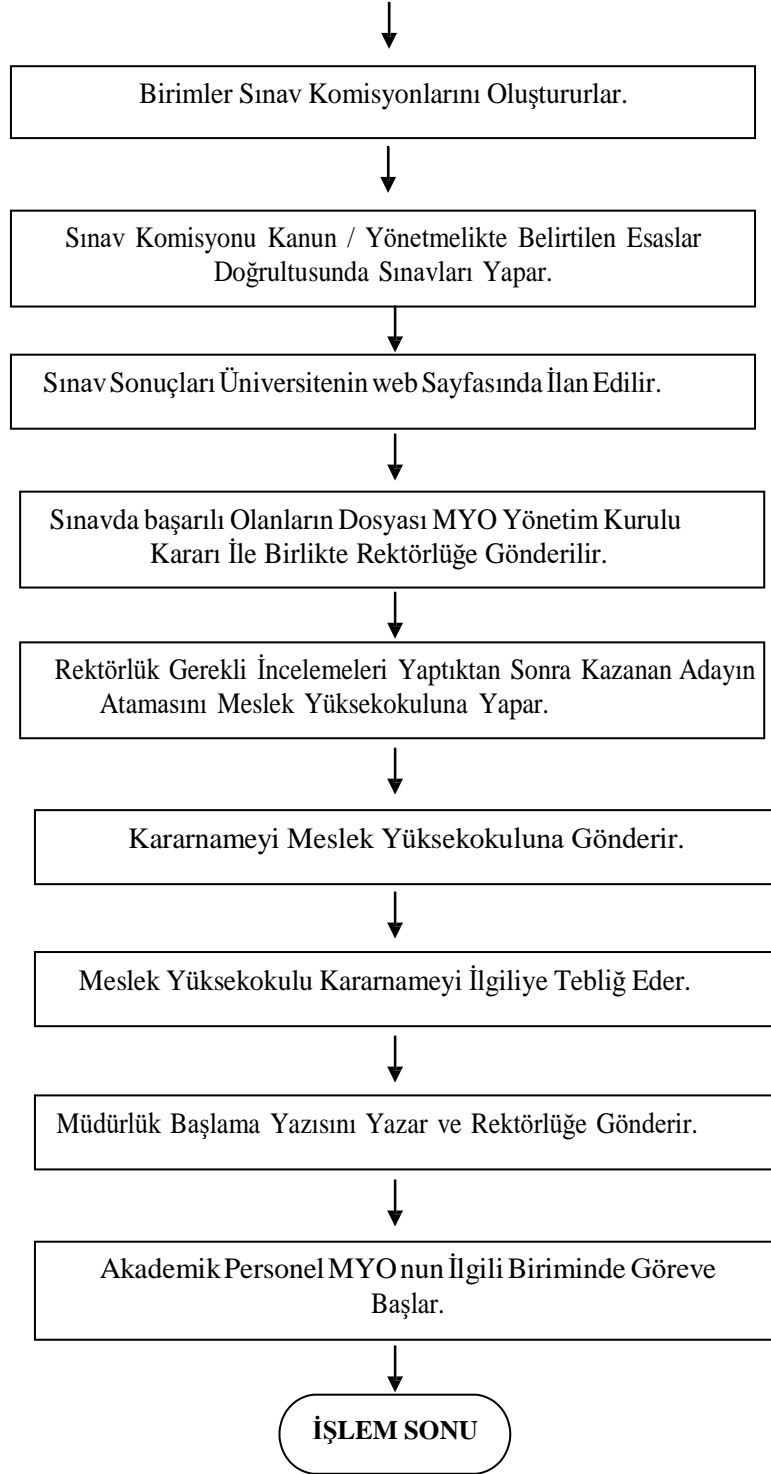 Birimler Sınav Komisyonlarını Oluştururlar.
Sınav Komisyonu Kanun / Yönetmelikte Belirtilen Esaslar
Doğrultusunda Sınavları Yapar.
Sınav Sonuçları Üniversitenin web Sayfasında İlan Edilir.
Sınavda başarılı Olanların Dosyası MYO Yönetim Kurulu
Kararı İle Birlikte Rektörlüğe Gönderilir.
Rektörlük Gerekli İncelemeleri Yaptıktan Sonra Kazanan Adayın
Atamasını Meslek Yüksekokuluna Yapar.
Kararnameyi Meslek Yüksekokuluna Gönderir.
Meslek Yüksekokulu Kararnameyi İlgiliye Tebliğ Eder.
Müdürlük Başlama Yazısını Yazar ve Rektörlüğe Gönderir.
Akademik Personel MYO nun İlgili Biriminde Göreve
Başlar.
İŞLEM SONU